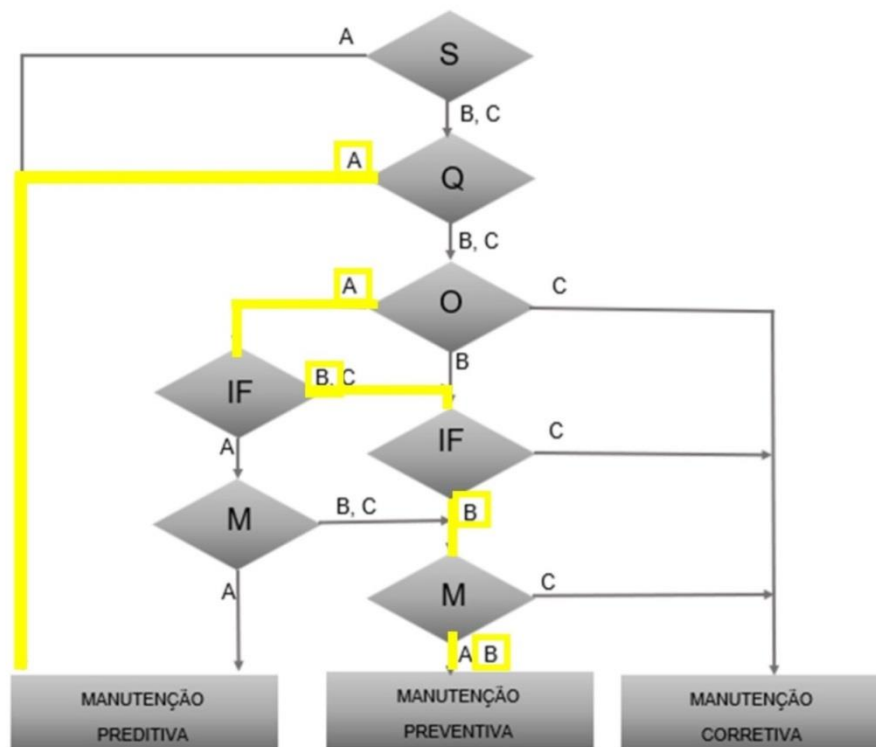 A
S
B, C
A
Q
B, C
A
O
C
B
IF
B, C
A
IF
C
M
B, C
B
A
M
C
A B
MANUTENÇÃO
PREDITIVA
MANUTENÇÃO
PREVENTIVA
MANUTENÇÃO
CORRETIVA